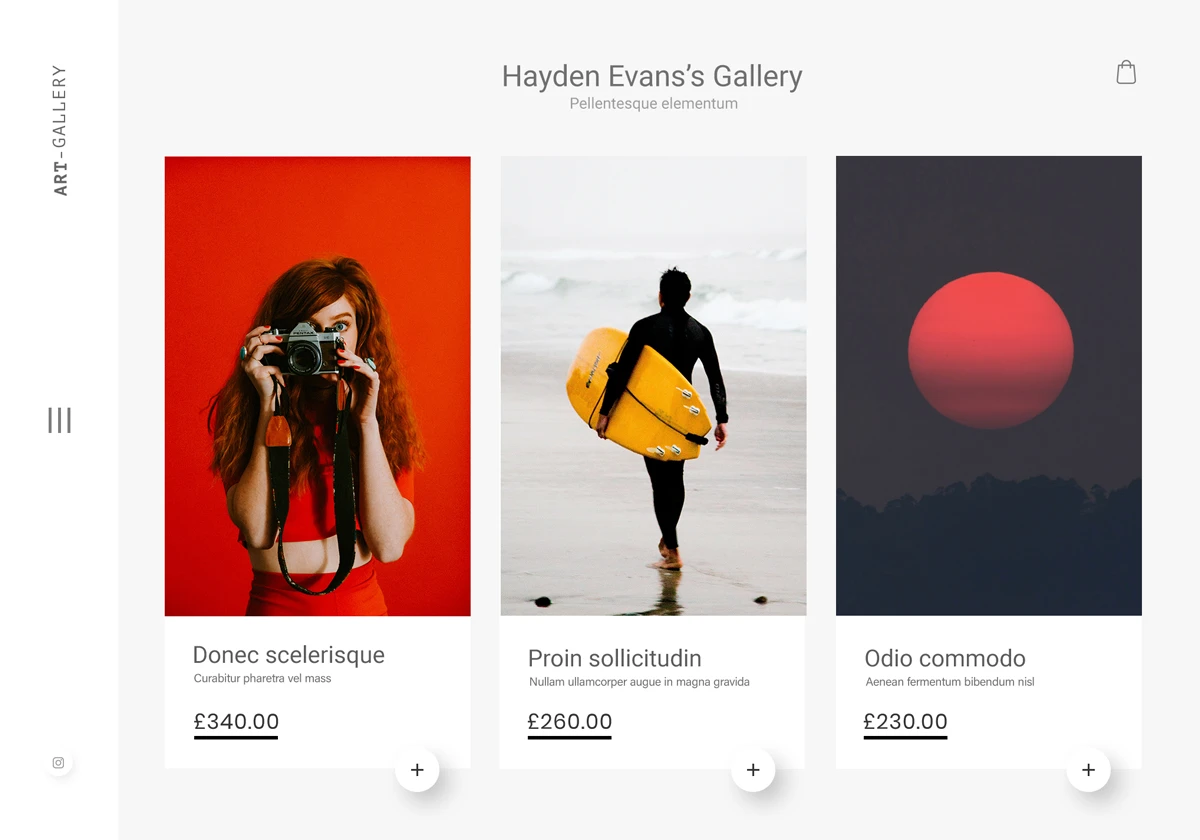 ART-GALLERY
Hayden Evans’s Gallery
Pellentesque elementum
PENTAX
Donec scelerisque
Curabitur pharetra vel mass
£340.00
+
Proin sollicitudin
Nullam ullamcorper augue in magna gravida
£260.00
+
Odio commodo
Aenean fermentum bibendum nisl
£230.00
+